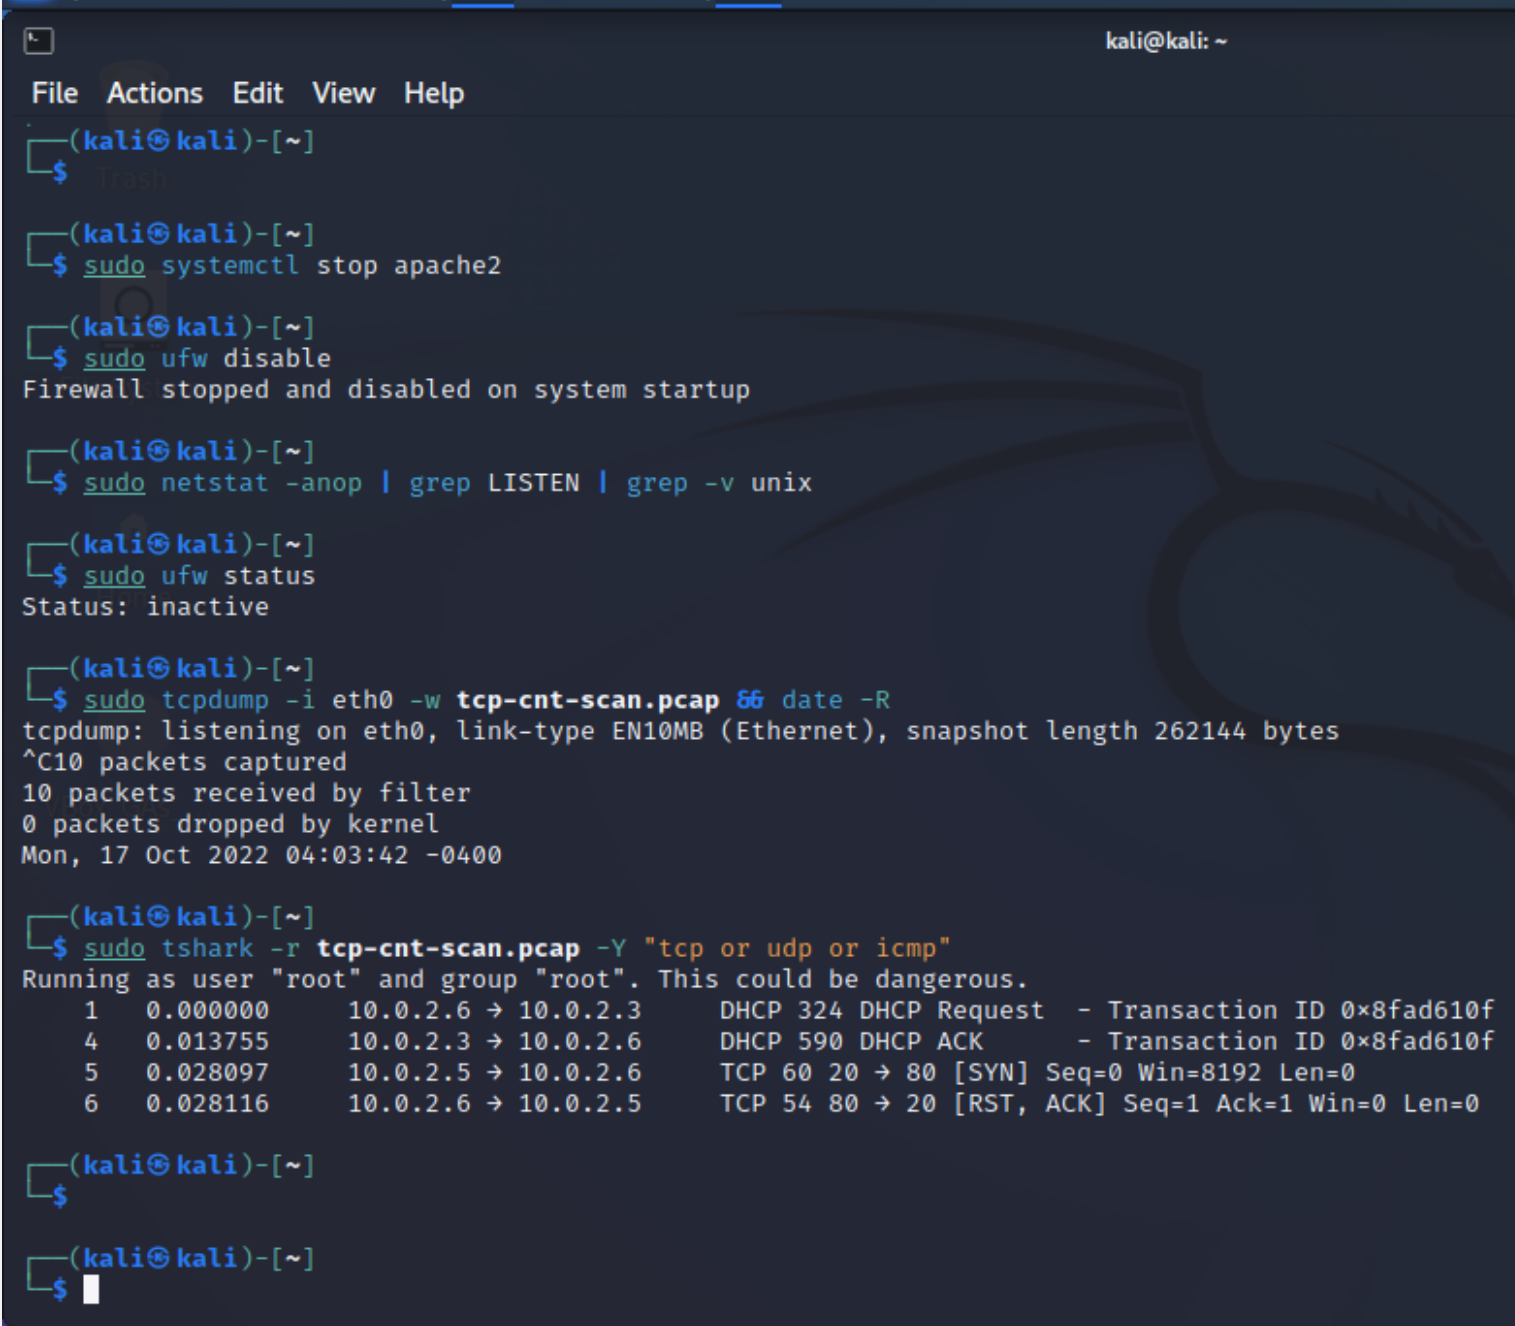 kali@kali: ~
File Actions Edit View Help
┌──(kali㉿kali)-[~]
└─$
Trash
┌──(kali㉿kali)-[~]
└─$ sudo systemctl stop apache2
┌──(kali㉿kali)-[~]
└─$ sudo ufw disable
Firewall stopped and disabled on system startup
┌──(kali㉿kali)-[~]
└─$ sudo netstat -anop | grep LISTEN | grep -v unix
┌──(kali㉿kali)-[~]
└─$ sudo ufw status
Status: inactive
┌──(kali㉿kali)-[~]
└─$ sudo tcpdump -i eth0 -w tcp-cnt-scan.pcap && date -R
tcpdump: listening on eth0, link-type EN10MB (Ethernet), snapshot length 262144 bytes
^C10 packets captured
10 packets received by filter
0 packets dropped by kernel
Mon, 17 Oct 2022 04:03:42 -0400
┌──(kali㉿kali)-[~]
└─$ sudo tshark -r tcp-cnt-scan.pcap -Y "tcp or udp or icmp"
Running as user "root" and group "root". This could be dangerous.
1 0.000000 10.0.2.6 → 10.0.2.3 DHCP 324 DHCP Request - Transaction ID 0×8fad610f
4 0.013755 10.0.2.3 → 10.0.2.6 DHCP 590 DHCP ACK - Transaction ID 0×8fad610f
5 0.028097 10.0.2.5 → 10.0.2.6 TCP 60 20 → 80 [SYN] Seq=0 Win=8192 Len=0
6 0.028116 10.0.2.6 → 10.0.2.5 TCP 54 80 → 20 [RST, ACK] Seq=1 Ack=1 Win=0 Len=0
┌──(kali㉿kali)-[~]
└─$
┌──(kali㉿kali)-[~]
└─$